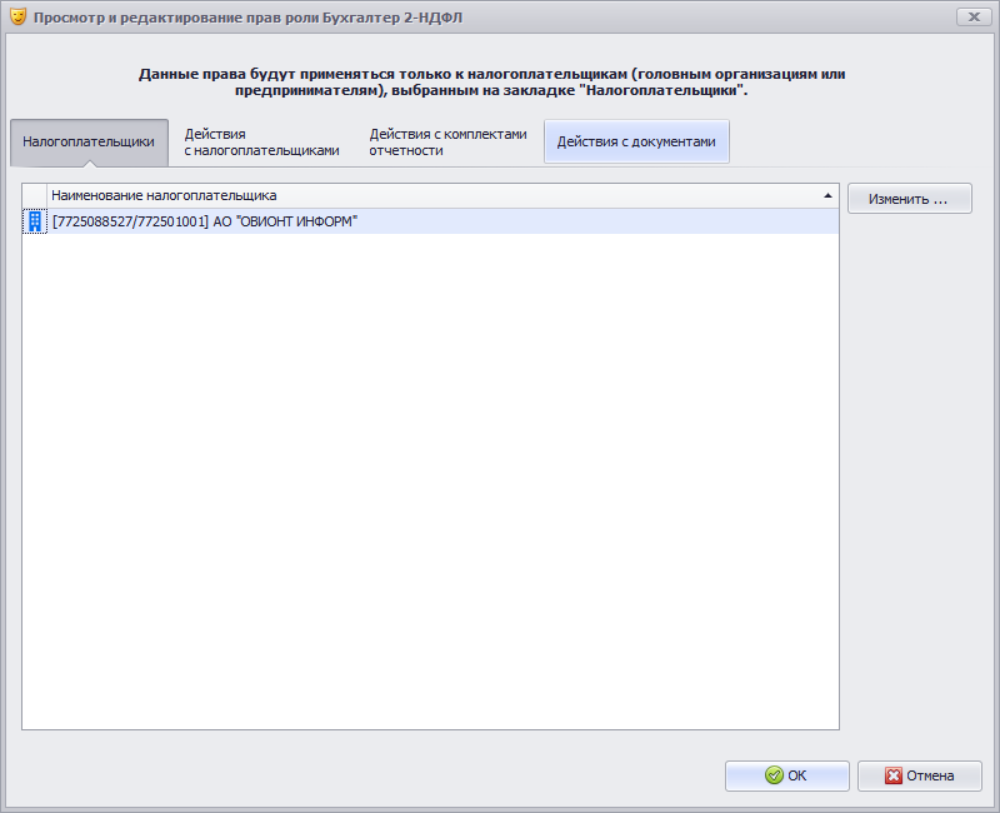 Просмотр и редактирование прав роли Бухгалтер 2-НДФЛ
Данные права будут применяться только к налогоплательщикам (головным организациям или
предпринимателям), выбранным на закладке "Налогоплательщики".
Налогоплательщики
Действия
с налогоплательщиками
Действия с комплектами
отчетности
Действия с документами
Наименование налогоплательщика
Изменить ...
[7725088527/772501001] АО "ОВИОНТ ИНФОРМ"
ОК
Отмена